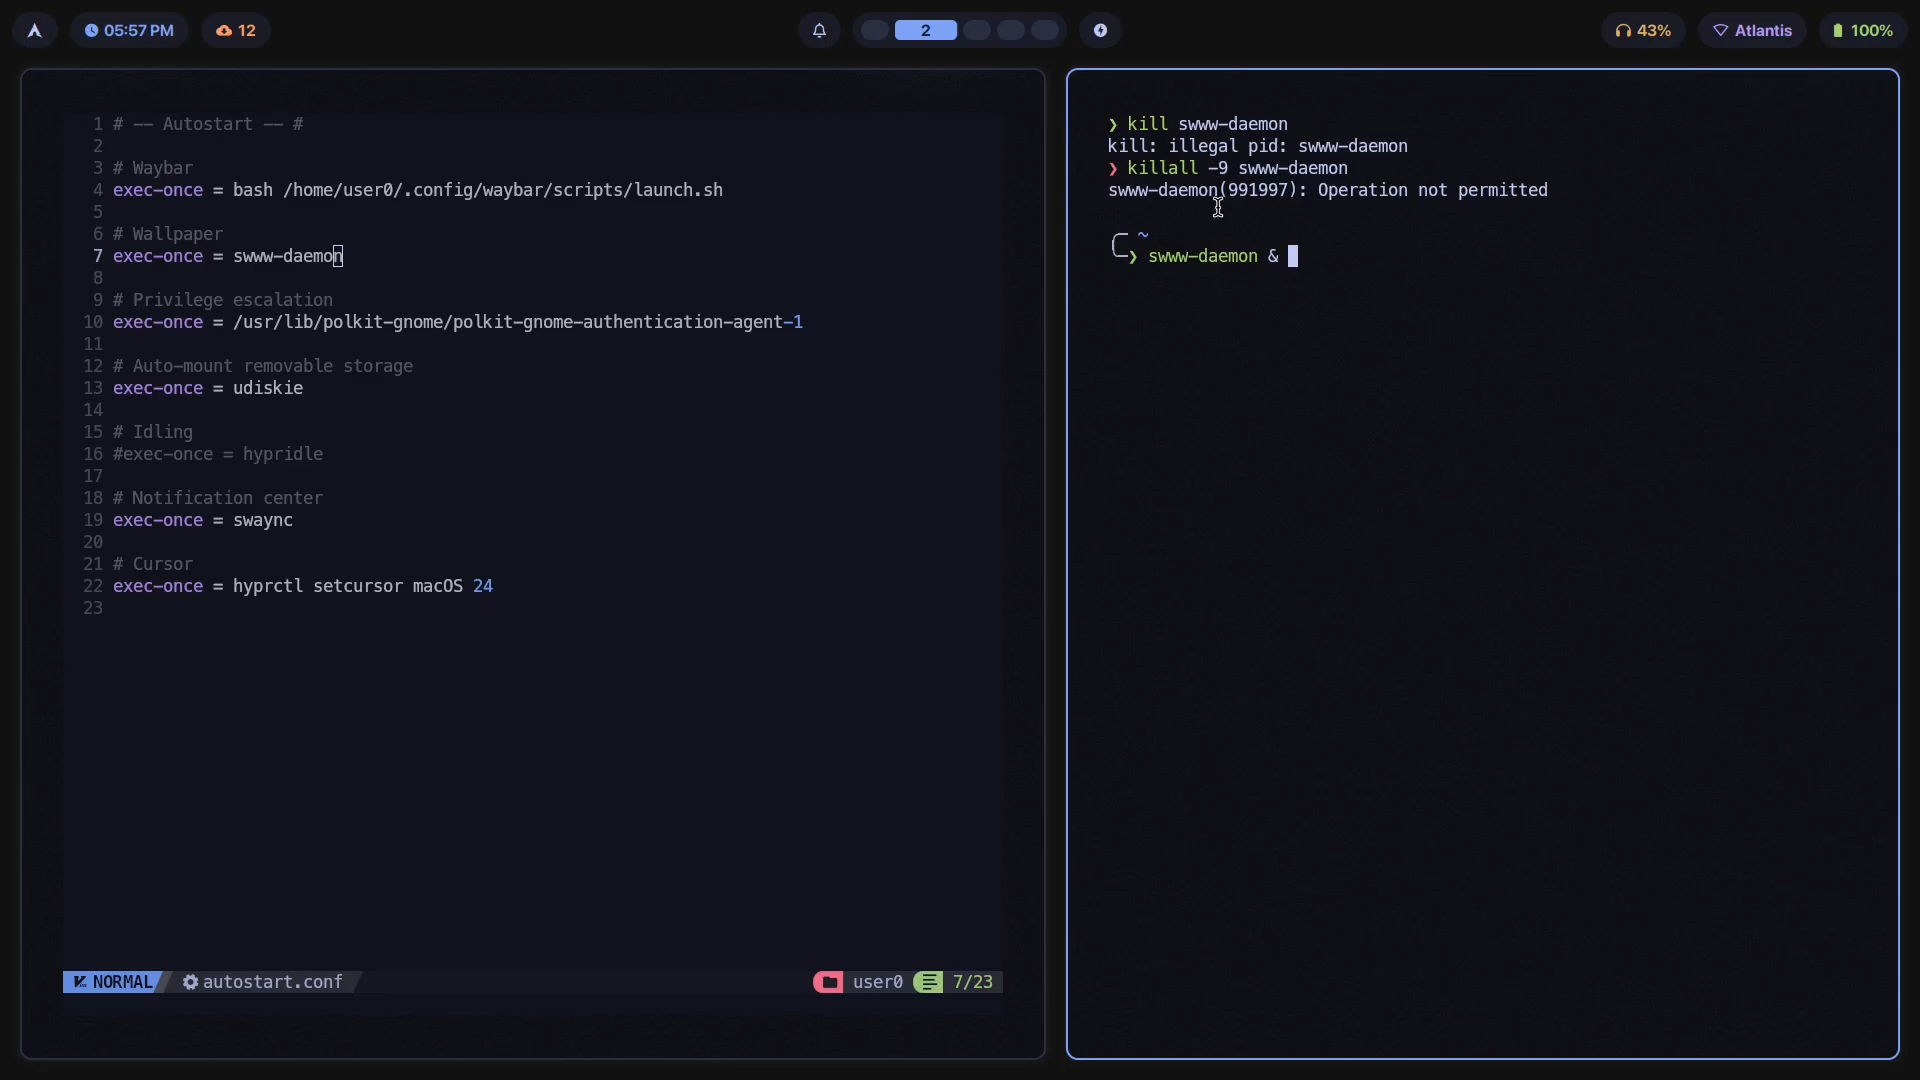 05:57 PM
12
2
43%
Atlantis
100%
1 # -- Autostart -- #
2
3 # Waybar
4 exec-once = bash /home/user0/.config/waybar/scripts/launch.sh
5
6 # Wallpaper
7 exec-once = swww-daemon
8
9 # Privilege escalation
10 exec-once = /usr/lib/polkit-gnome/polkit-gnome-authentication-agent-1
11
12 # Auto-mount removable storage
13 exec-once = udiskie
14
15 # Idling
16 #exec-once = hypridle
17
18 # Notification center
19 exec-once = swaync
20
21 # Cursor
22 exec-once = hyprctl setcursor macOS 24
23
NORMAL autostart.conf user0 7/23
❯ kill swww-daemon
kill: illegal pid: swww-daemon
❯ killall -9 swww-daemon
swww-daemon(991997): Operation not permitted
~
❯ swww-daemon &